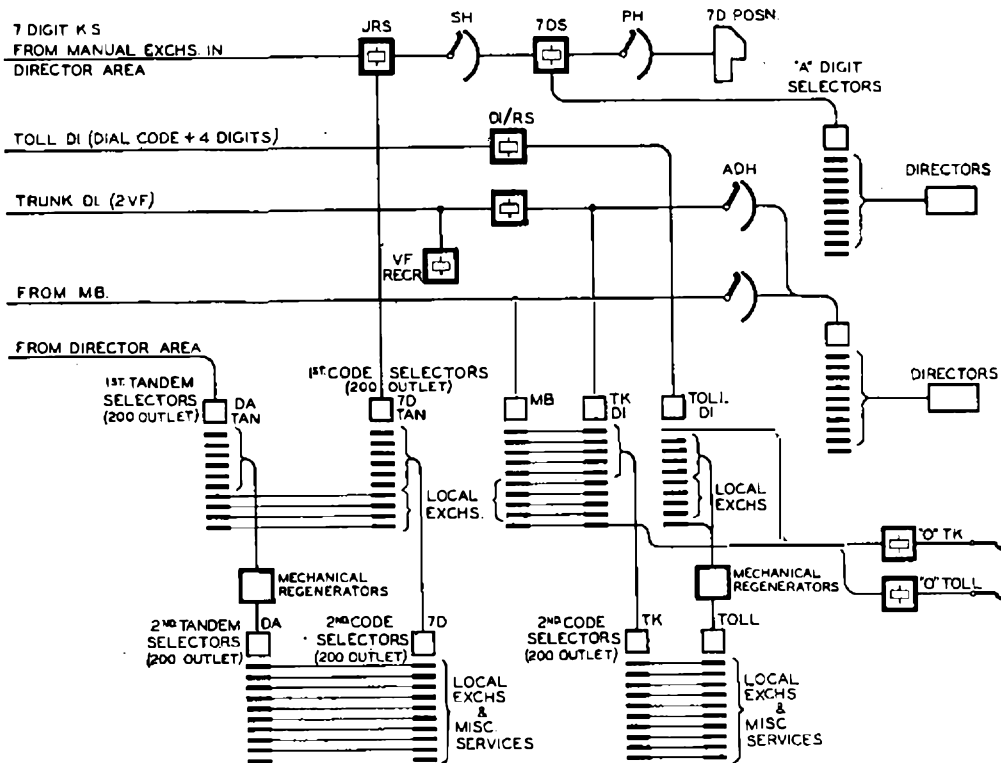 7 DIGIT K S
FROM MANUAL EXCHS. IN
DIRECTOR AREA
JRS
SH
7DS
PH
7D POSN.
"A" DIGIT
SELECTORS
DIRECTORS
TOLL DI (DIAL CODE + 4 DIGITS)
DI/RS
TRUNK DI (2VF)
VF
RECR
ADH
FROM MB.
FROM DIRECTOR AREA
DIRECTORS
1ST. TANDEM
SELECTORS
(200 OUTLET)
DA
TAN
1ST. CODE SELECTORS
(200 OUTLET)
7D
TAN
MB
TK
DI
TOLL
DI
LOCAL
EXCHS.
LOCAL
EXCHS
"O" TK
"O" TOLL
MECHANICAL
REGENERATORS
MECHANICAL
REGENERATORS
2ND TANDEM
SELECTORS
(200 OUTLET)
DA
2ND CODE
SELECTORS
(200 OUTLET)
7D
2ND CODE
SELECTORS
(200 OUTLET)
TK
TOLL
LOCAL
EXCHS
&
MISC.
SERVICES
LOCAL
EXCHS
&
MISC
SERVICES